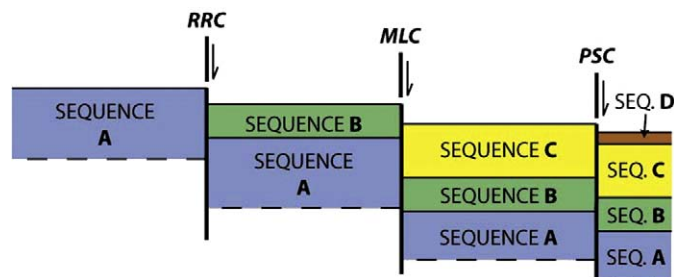 RRC
MLC
PSC
SEQ. D
SEQUENCE
A
SEQUENCE B
SEQUENCE
A
SEQUENCE C
SEQUENCE B
SEQUENCE A
SEQ. C
SEQ. B
SEQ. A